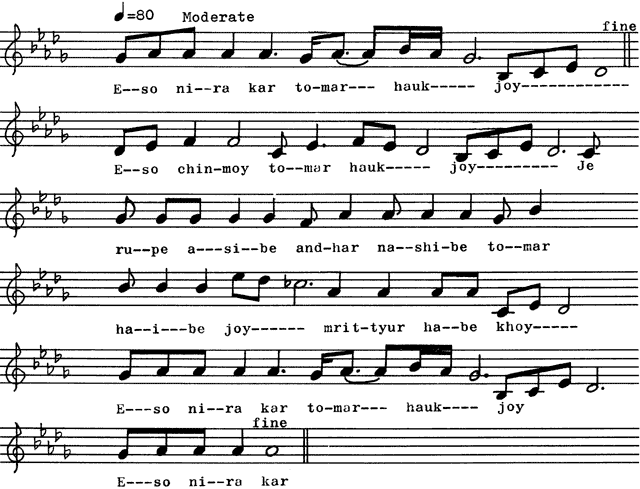 =80 Moderate
fine
E---so ni--ra kar to-mar--- hauk----- joy------------
E--so chin-moy to--mar hauk----- joy--------- Je
ru--pe a---si--be and-har na--shi-be to--mar
ha--i---be joy------ mrit-tyur ha--be khoy-----
E---so ni--ra kar to-mar--- hauk---- joy
fine
E---so ni--ra kar